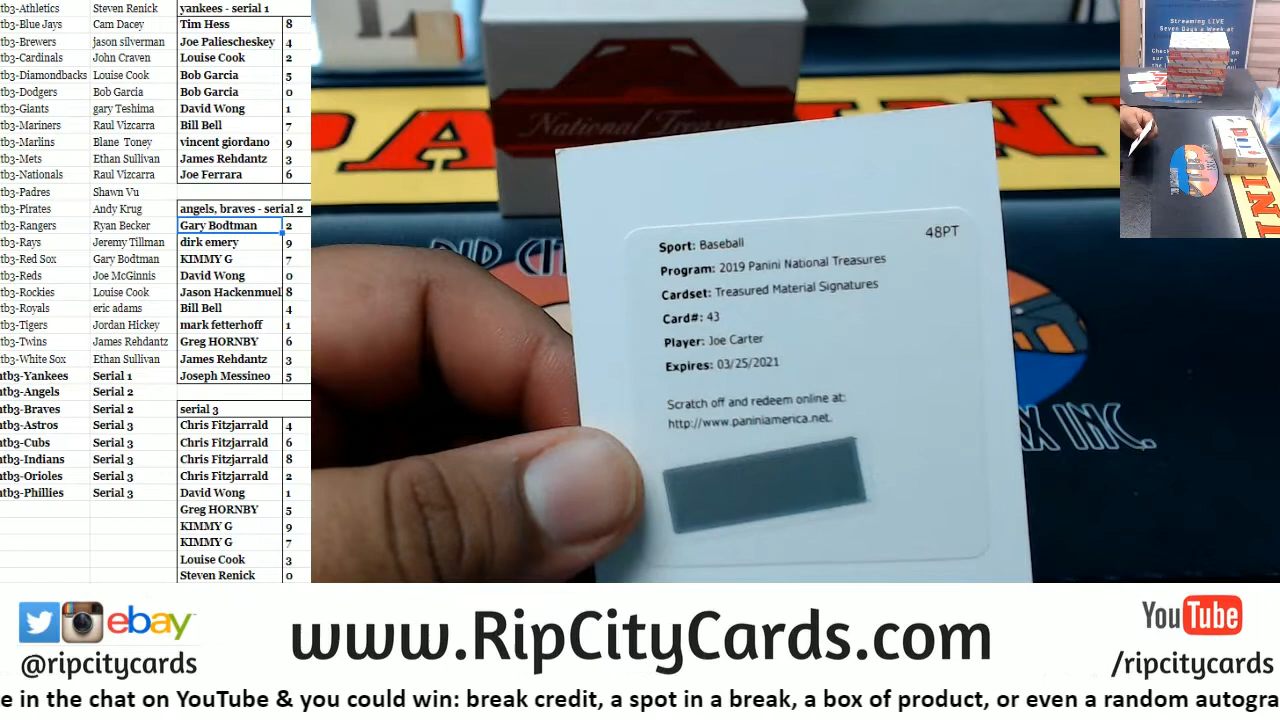 tb3-Athletics Steven Renick yankees - serial 1
tb3-Blue Jays Cam Dacey Tim Hess 8
tb3-Brewers jason silverman Joe Paliescheskey 4
tb3-Cardinals John Craven Louise Cook 2
tb3-Diamondbacks Louise Cook Bob Garcia 5
tb3-Dodgers Bob Garcia Bob Garcia 0
tb3-Giants gary Teshima David Wong 1
tb3-Mariners Raul Vizcarra Bill Bell 7
tb3-Marlins Blane Toney vincent giordano 9
tb3-Mets Ethan Sullivan James Rehdantz 3
tb3-Nationals Raul Vizcarra Joe Ferrara 6
tb3-Padres Shawn Vu
tb3-Pirates Andy Krug angels, braves - serial 2
tb3-Rangers Ryan Becker Gary Bodtman 2
tb3-Rays Jeremy Tillman dirk emery 9
tb3-Red Sox Gary Bodtman KIMMY G 7
tb3-Reds Joe McGinnis David Wong 0
tb3-Rockies Louise Cook Jason Hackenmuel 8
tb3-Royals eric adams Bill Bell 4
tb3-Tigers Jordan Hickey mark fetterhoff 1
tb3-Twins James Rehdantz Greg HORNBY 6
tb3-White Sox Ethan Sullivan James Rehdantz 3
ntb3-Yankees Serial 1 Joseph Messineo 5
ntb3-Angels Serial 2
ntb3-Braves Serial 2 serial 3
ntb3-Astros Serial 3 Chris Fitzjarrald 4
ntb3-Cubs Serial 3 Chris Fitzjarrald 6
ntb3-Indians Serial 3 Chris Fitzjarrald 8
ntb3-Orioles Serial 3 Chris Fitzjarrald 2
ntb3-Phillies Serial 3 David Wong 1
Greg HORNBY 5
KIMMY G 9
KIMMY G 7
Louise Cook 3
Steven Renick 0
National Treasures
PANINI
RIP CIT
X INC.
48PT
Sport: Baseball
Program: 2019 Panini National Treasures
Cardset: Treasured Material Signatures
Card#: 43
Player: Joe Carter
Expires: 03/25/2021
Scratch off and redeem online at:
http://www.paniniamerica.net.
Streaming LIVE
Seven Days a Week at
ebay
@ripcitycards
www.RipCityCards.com
YouTube
/ripcitycards
e in the chat on YouTube & you could win: break credit, a spot in a break, a box of product, or even a random autogra